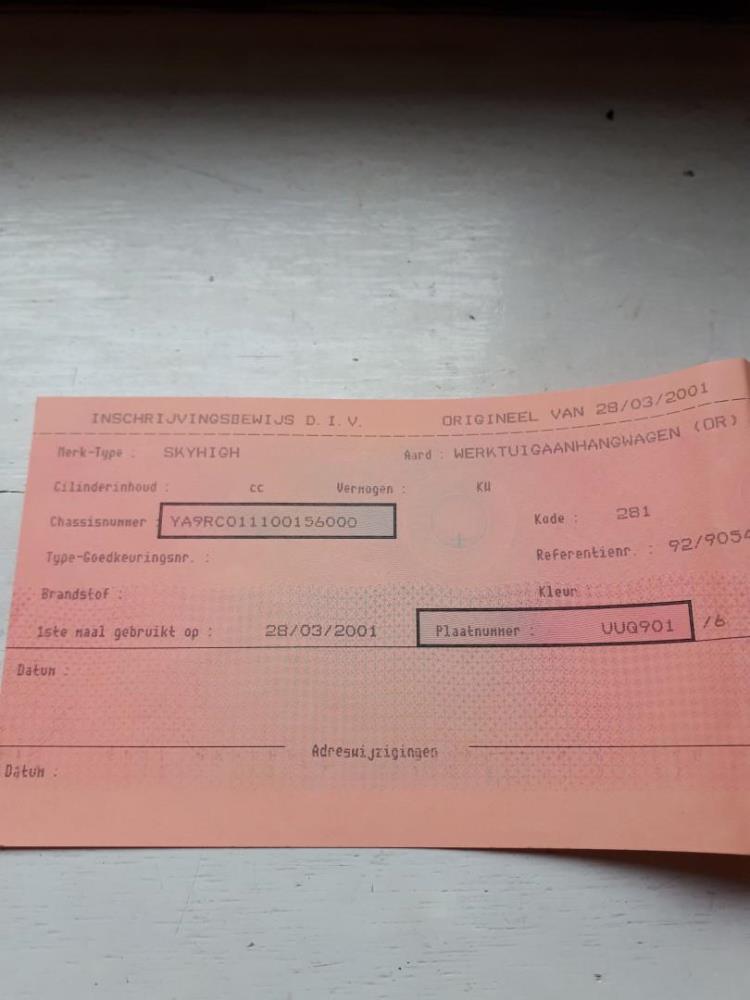 INSCHRIJVINGSBEWIJS D. I. V. ORIGINEEL VAN 28/03/2001
Merk-Type : SKYHIGH Aard : WERKTUIGAANHANGWAGEN (OR)
Cilinderinhoud : cc Vermogen : KW
Chassisnummer : YA9RC011100156000 Kode : 281
Type-Goedkeuringsnr. : Referentienr. : 92/9054
Brandstof : Kleur :
1ste maal gebruikt op : 28/03/2001 Plaatnummer : UUQ901 /6
Datum :
Adreswijzigingen
Datum :